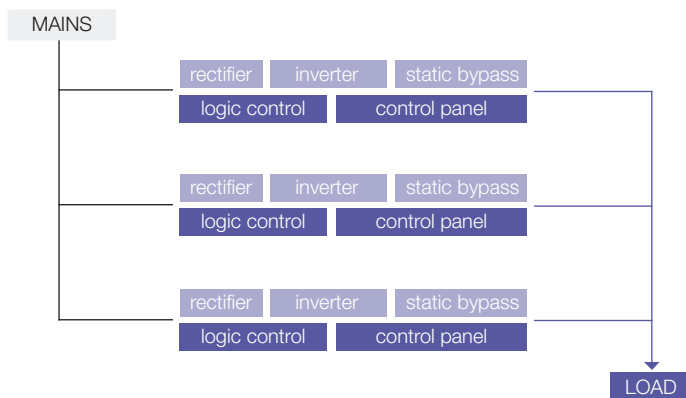 MAINS
rectifier inverter static bypass
logic control control panel
rectifier inverter static bypass
logic control control panel
rectifier inverter static bypass
logic control control panel
LOAD